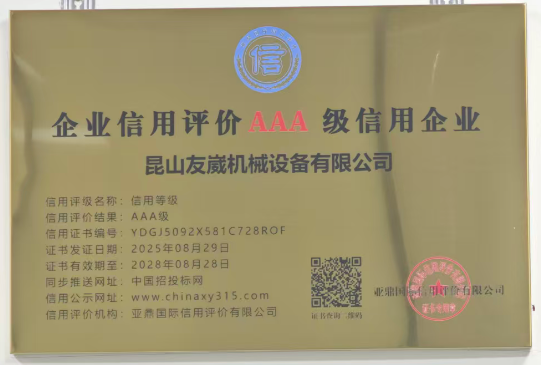 信
企业信用评价AAA级信用企业
昆山友崴机械设备有限公司
信用评级名称：信用等级
信用评价结果：AAA级
信用证书编号：YDGJ5092X581C728ROF
证书发证日期：2025年08月29日
证书有效期至：2028年08月28日
同步推送网址：中国招投标网
信用公示网址：www.chinaxy315.com
信用评价机构：亚鼎国际信用评价有限公司
证书查询二维码
亚鼎国际信用评价有限公司